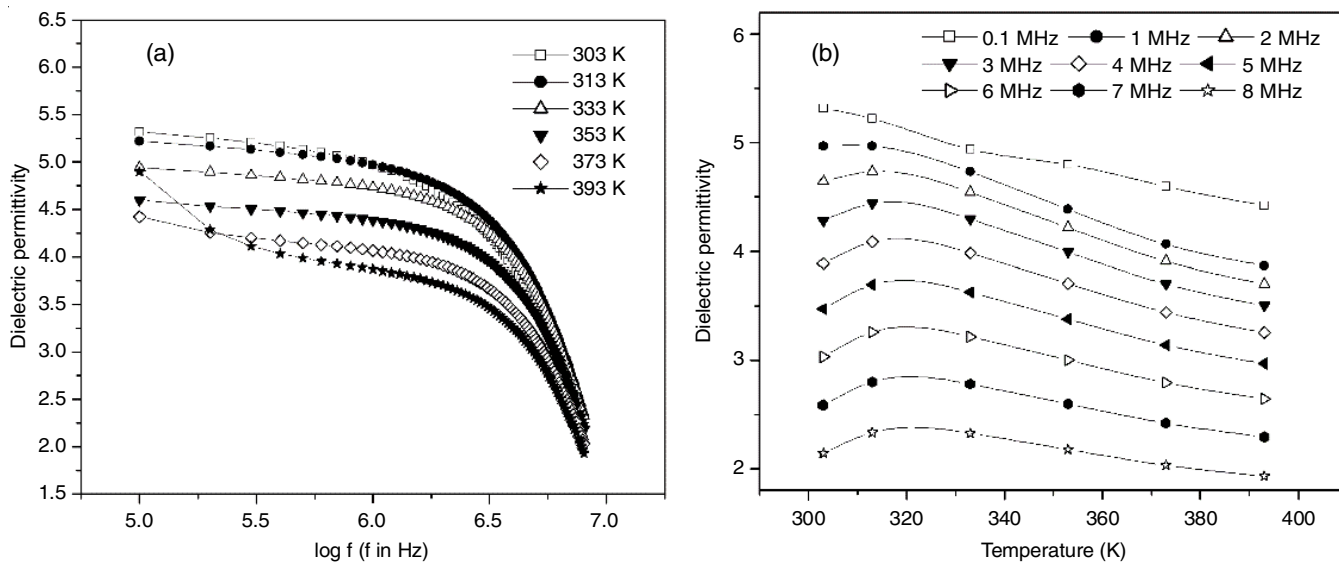 (a)
303 K
313 K
333 K
353 K
373 K
393 K
6.5
6.0
5.5
5.0
4.5
4.0
3.5
3.0
2.5
2.0
1.5
Dielectric permittivity
5.0 5.5 6.0 6.5 7.0
log f (f in Hz)
(b)
0.1 MHz 1 MHz 2 MHz
3 MHz 4 MHz 5 MHz
6 MHz 7 MHz 8 MHz
6
5
4
3
2
Dielectric permittivity
300 320 340 360 380 400
Temperature (K)